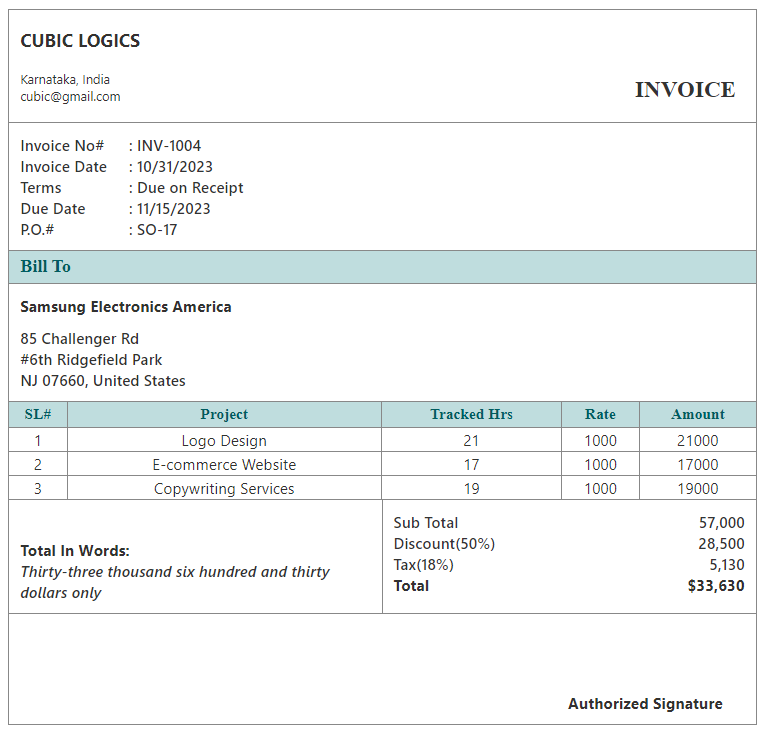 CUBIC LOGICS
Karnataka, India
cubic@gmail.com
INVOICE
Invoice No# : INV-1004
Invoice Date : 10/31/2023
Terms : Due on Receipt
Due Date : 11/15/2023
P.O.# : SO-17
Bill To
Samsung Electronics America
85 Challenger Rd
#6th Ridgefield Park
NJ 07660, United States
SL# Project Tracked Hrs Rate Amount
1 Logo Design 21 1000 21000
2 E-commerce Website 17 1000 17000
3 Copywriting Services 19 1000 19000
Total In Words:
Thirty-three thousand six hundred and thirty
dollars only
Sub Total 57,000
Discount(50%) 28,500
Tax(18%) 5,130
Total $33,630
Authorized Signature